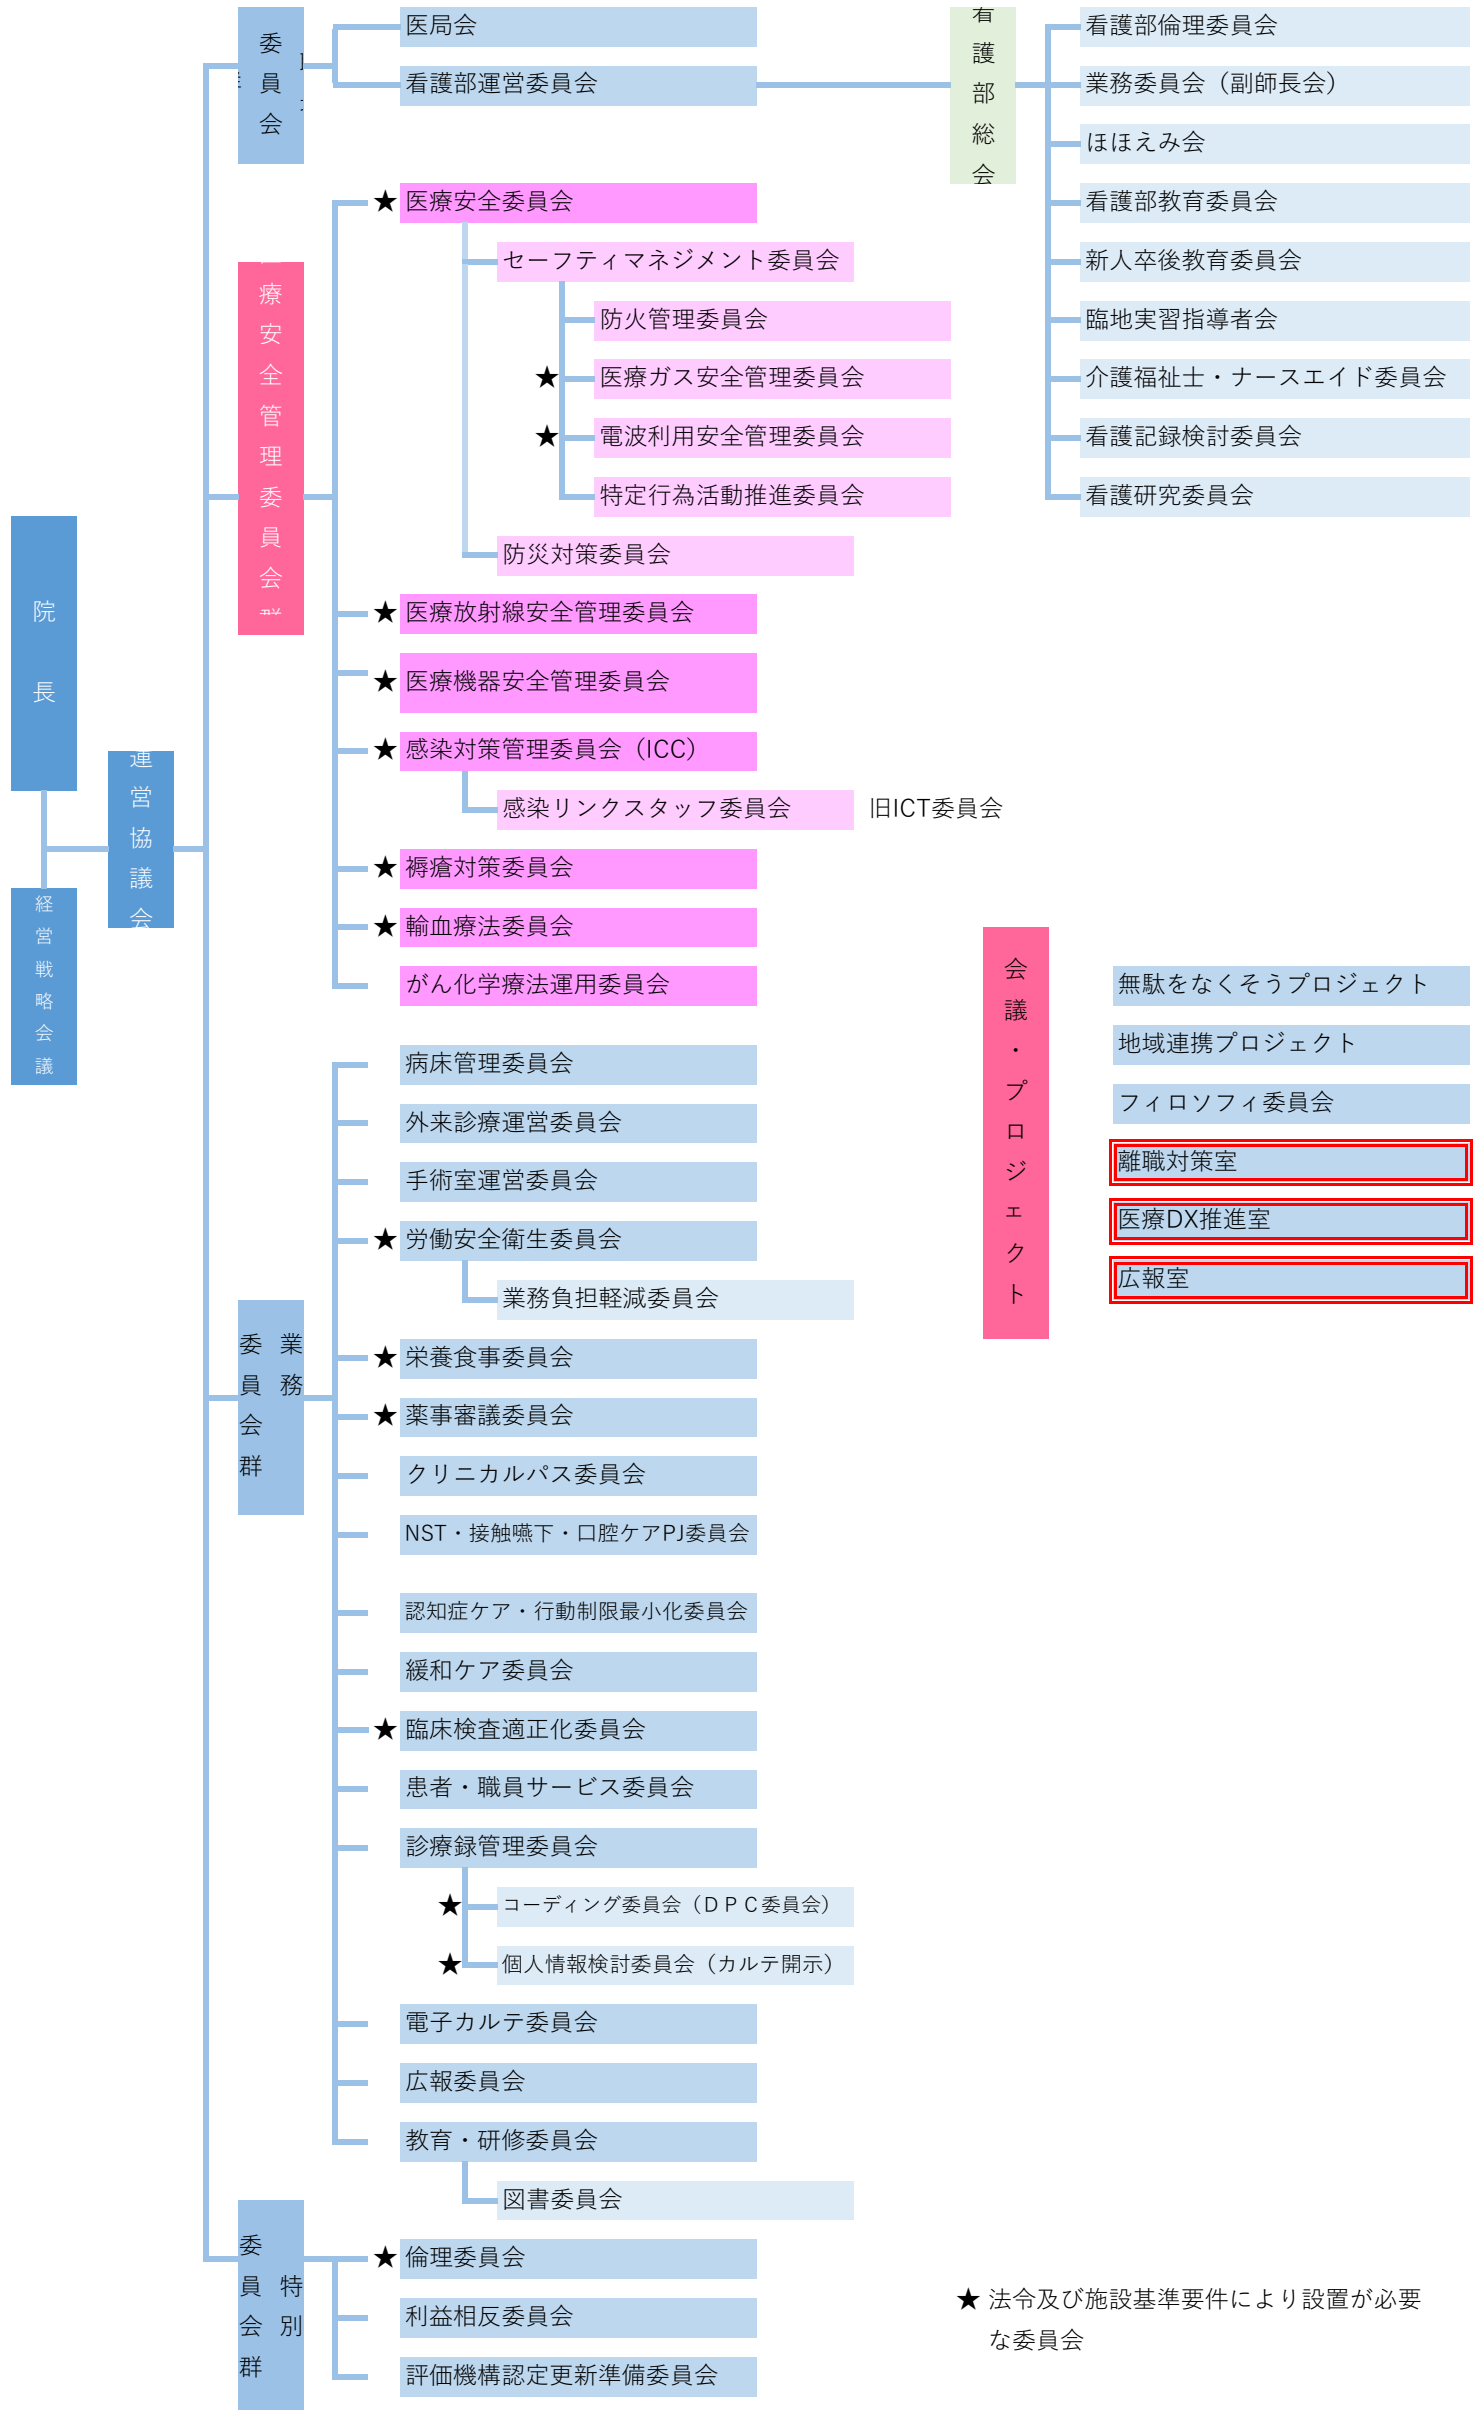 院長
経営戦略会議
運営協議会
委員会
医局会
看護部運営委員会
看護部総会
看護部倫理委員会
業務委員会（副師長会）
ほほえみ会
看護部教育委員会
新人卒後教育委員会
臨地実習指導者会
介護福祉士・ナースエイド委員会
看護記録検討委員会
看護研究委員会
療安全管理委員会群
★ 医療安全委員会
セーフティマネジメント委員会
防火管理委員会
★ 医療ガス安全管理委員会
★ 電波利用安全管理委員会
特定行為活動推進委員会
防災対策委員会
★ 医療放射線安全管理委員会
★ 医療機器安全管理委員会
★ 感染対策管理委員会（ICC）
感染リンクスタッフ委員会 旧ICT委員会
★ 褥瘡対策委員会
★ 輸血療法委員会
がん化学療法運用委員会
会議・プロジェクト
無駄をなくそうプロジェクト
地域連携プロジェクト
フィロソフィ委員会
離職対策室
医療DX推進室
広報室
業務
委員会群
病床管理委員会
外来診療運営委員会
手術室運営委員会
★ 労働安全衛生委員会
業務負担軽減委員会
★ 栄養食事委員会
★ 薬事審議委員会
クリニカルパス委員会
NST・接触嚥下・口腔ケアPJ委員会
認知症ケア・行動制限最小化委員会
緩和ケア委員会
★ 臨床検査適正化委員会
患者・職員サービス委員会
診療録管理委員会
★ コーディング委員会（ＤＰＣ委員会）
★ 個人情報検討委員会（カルテ開示）
電子カルテ委員会
広報委員会
教育・研修委員会
図書委員会
特別
委員会群
★ 倫理委員会
利益相反委員会
評価機構認定更新準備委員会
★ 法令及び施設基準要件により設置が必要
な委員会